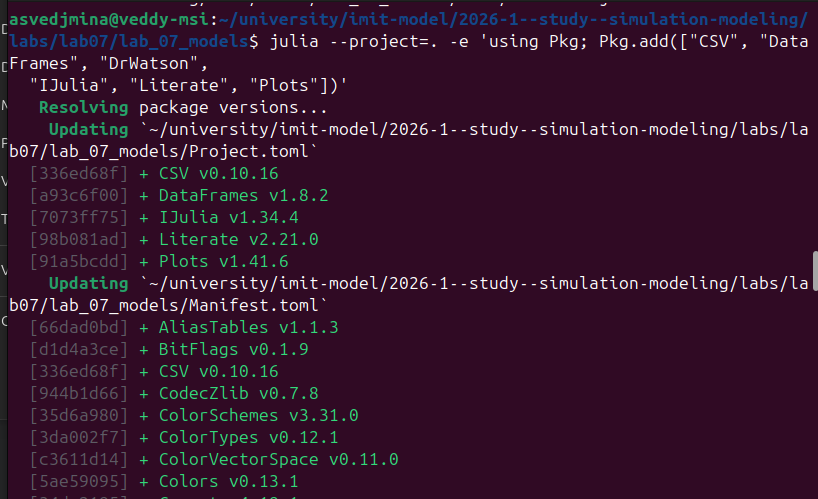 asvedjmina@veddy-msi:~/university/imit-model/2026-1--study--simulation-modeling/
labs/lab07/lab_07_models$ julia --project=. -e 'using Pkg; Pkg.add(["CSV", "Data
Frames", "DrWatson",
"IJulia", "Literate", "Plots"])'
Resolving package versions...
Updating `~/university/imit-model/2026-1--study--simulation-modeling/labs/la
b07/lab_07_models/Project.toml`
[336ed68f] + CSV v0.10.16
[a93c6f00] + DataFrames v1.8.2
[7073ff75] + IJulia v1.34.4
[98b081ad] + Literate v2.21.0
[91a5bcdd] + Plots v1.41.6
Updating `~/university/imit-model/2026-1--study--simulation-modeling/labs/la
b07/lab_07_models/Manifest.toml`
[66dad0bd] + AliasTables v1.1.3
[d1d4a3ce] + BitFlags v0.1.9
[336ed68f] + CSV v0.10.16
[944b1d66] + CodecZlib v0.7.8
[35d6a980] + ColorSchemes v3.31.0
[3da002f7] + ColorTypes v0.12.1
[c3611d14] + ColorVectorSpace v0.11.0
[5ae59095] + Colors v0.13.1